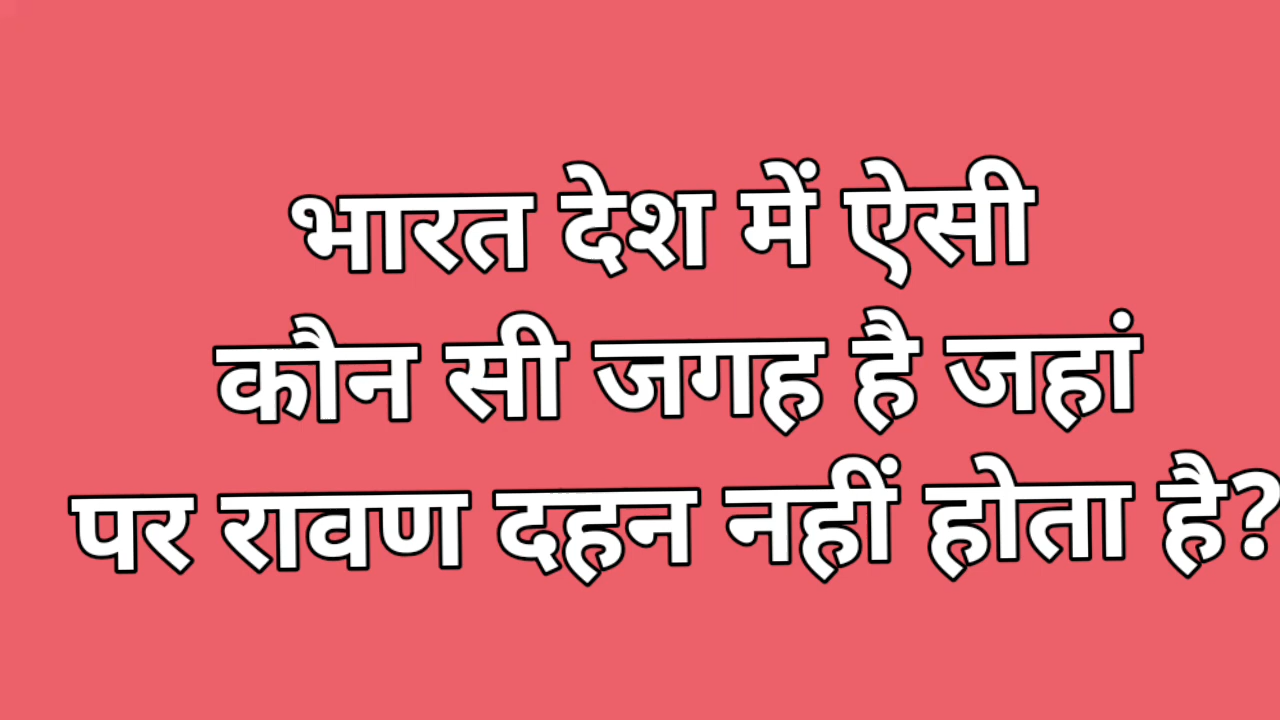 भारत देश में ऐसी
कौन सी जगह है जहां
पर रावण दहन नहीं होता है?